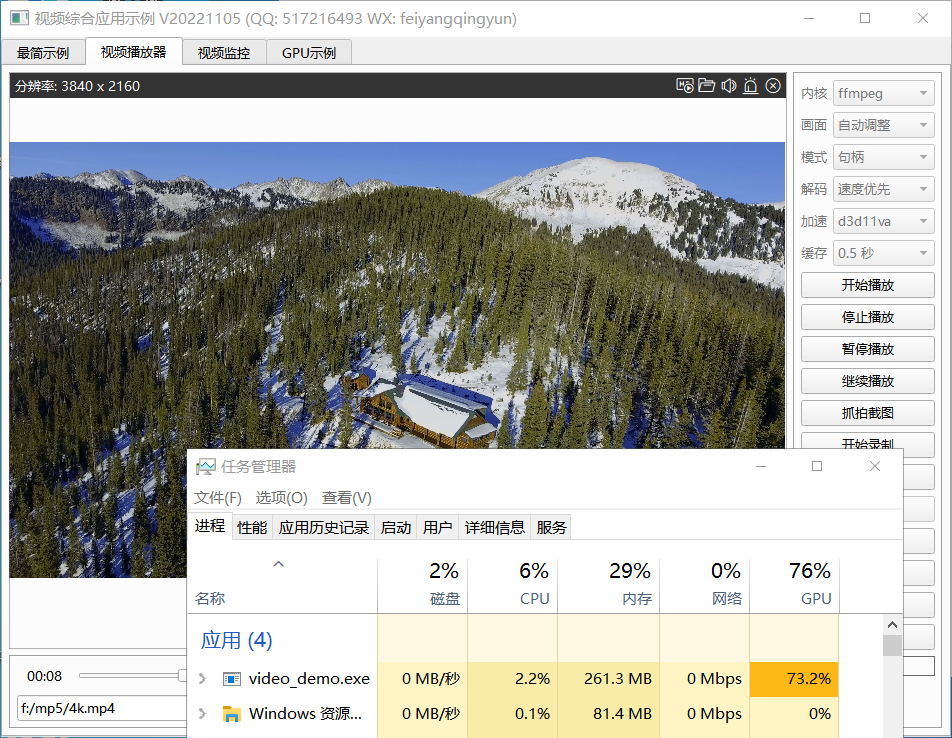 视频综合应用示例 V20221105 (QQ: 517216493 WX: feiyangqingyun)
最简示例 视频播放器 视频监控 GPU示例
分辨率: 3840 x 2160
内核 ffmpeg
画面 自动调整
模式 句柄
解码 速度优先
加速 d3d11va
缓存 0.5 秒
开始播放
停止播放
暂停播放
继续播放
抓拍截图
开始录制
任务管理器
文件(F) 选项(O) 查看(V)
进程 性能 应用历史记录 启动 用户 详细信息 服务
2% 6% 29% 0% 76%
名称 磁盘 CPU 内存 网络 GPU
应用 (4)
video_demo.exe 0 MB/秒 2.2% 261.3 MB 0 Mbps 73.2%
Windows 资源... 0 MB/秒 0.1% 81.4 MB 0 Mbps 0%
00:08
f:/mp5/4k.mp4